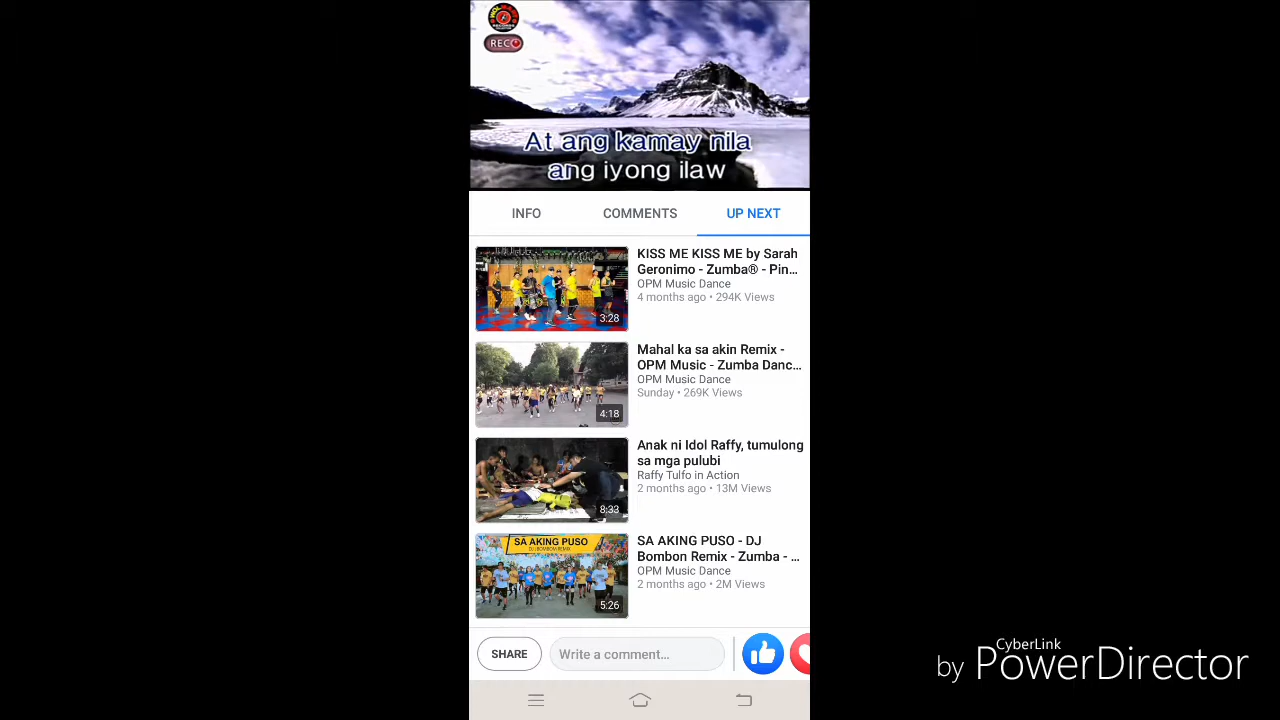 REC
At ang kamay nila
ang iyong ilaw
INFO
COMMENTS
UP NEXT
KISS ME KISS ME by Sarah
Geronimo - Zumba® - Pin...
OPM Music Dance
4 months ago • 294K Views
3:28
Mahal ka sa akin Remix -
OPM Music - Zumba Danc...
OPM Music Dance
Sunday • 269K Views
4:18
Anak ni Idol Raffy, tumulong
sa mga pulubi
Raffy Tulfo in Action
2 months ago • 13M Views
8:33
SA AKING PUSO
DJ JBOMBOM REMIX
SA AKING PUSO - DJ
Bombon Remix - Zumba - ...
OPM Music Dance
2 months ago • 2M Views
5:26
SHARE
Write a comment...
CyberLink
by PowerDirector